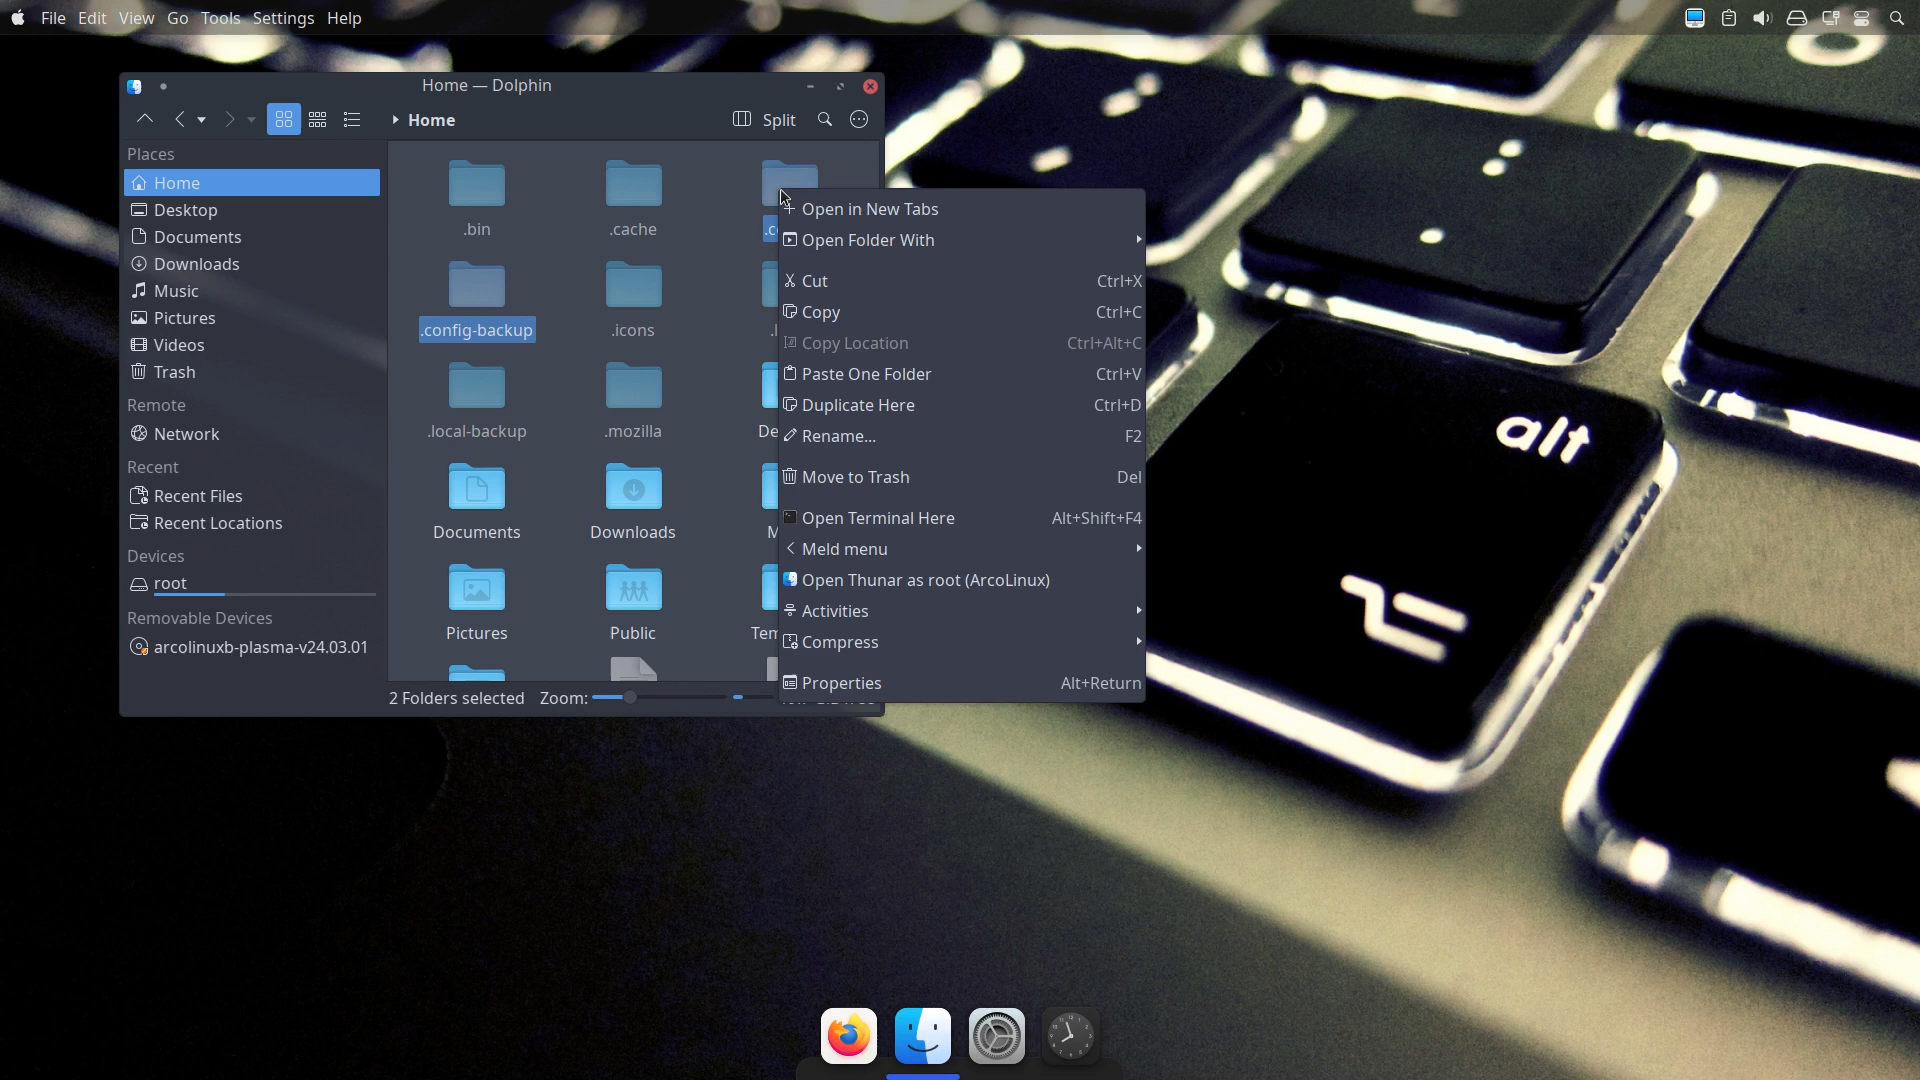 File Edit View Go Tools Settings Help
Home — Dolphin
Home
Split
Places
Home
Desktop
Documents
Downloads
Music
Pictures
Videos
Trash
Remote
Network
Recent
Recent Files
Recent Locations
Devices
root
Removable Devices
arcolinuxb-plasma-v24.03.01
.bin
.cache
.config-backup
.icons
.local-backup
.mozilla
Documents
Downloads
Pictures
Public
2 Folders selected
Zoom:
Open in New Tabs
Open Folder With
Cut Ctrl+X
Copy Ctrl+C
Copy Location Ctrl+Alt+C
Paste One Folder Ctrl+V
Duplicate Here Ctrl+D
Rename... F2
Move to Trash Del
Open Terminal Here Alt+Shift+F4
Meld menu
Open Thunar as root (ArcoLinux)
Activities
Compress
Properties Alt+Return
alt